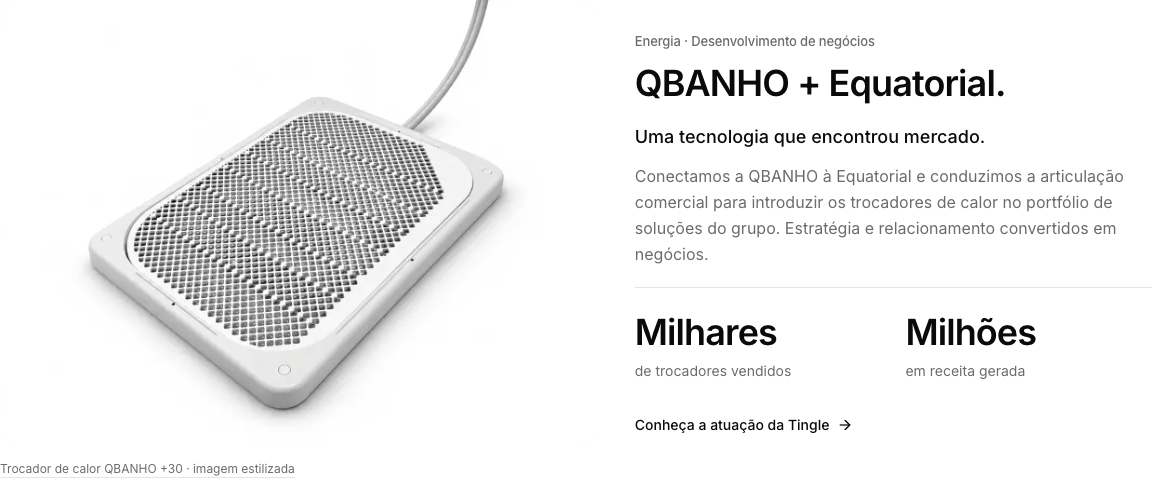 Energia · Desenvolvimento de negócios
QBANHO + Equatorial.
Uma tecnologia que encontrou mercado.
Conectamos a QBANHO à Equatorial e conduzimos a articulação
comercial para introduzir os trocadores de calor no portfólio de
soluções do grupo. Estratégia e relacionamento convertidos em
negócios.
Milhares
de trocadores vendidos
Milhões
em receita gerada
Conheça a atuação da Tingle →
Trocador de calor QBANHO +30 · imagem estilizada